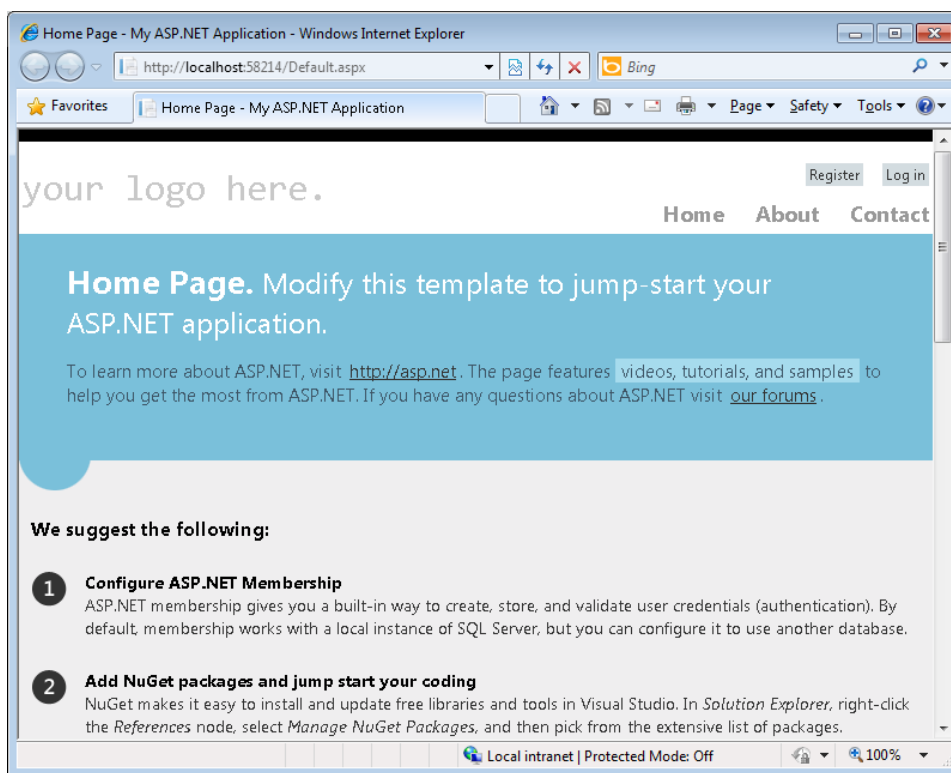 Home Page - My ASP.NET Application - Windows Internet Explorer
http://localhost:58214/Default.aspx
Bing
Favorites
Home Page - My ASP.NET Application
Page
Safety
Tools
your logo here.
Register
Log in
Home
About
Contact
Home Page. Modify this template to jump-start your
ASP.NET application.
To learn more about ASP.NET, visit http://asp.net. The page features videos, tutorials, and samples to
help you get the most from ASP.NET. If you have any questions about ASP.NET visit our forums.
We suggest the following:
1
Configure ASP.NET Membership
ASP.NET membership gives you a built-in way to create, store, and validate user credentials (authentication). By
default, membership works with a local instance of SQL Server, but you can configure it to use another database.
2
Add NuGet packages and jump start your coding
NuGet makes it easy to install and update free libraries and tools in Visual Studio. In Solution Explorer, right-click
the References node, select Manage NuGet Packages, and then pick from the extensive list of packages.
Local intranet | Protected Mode: Off
100%